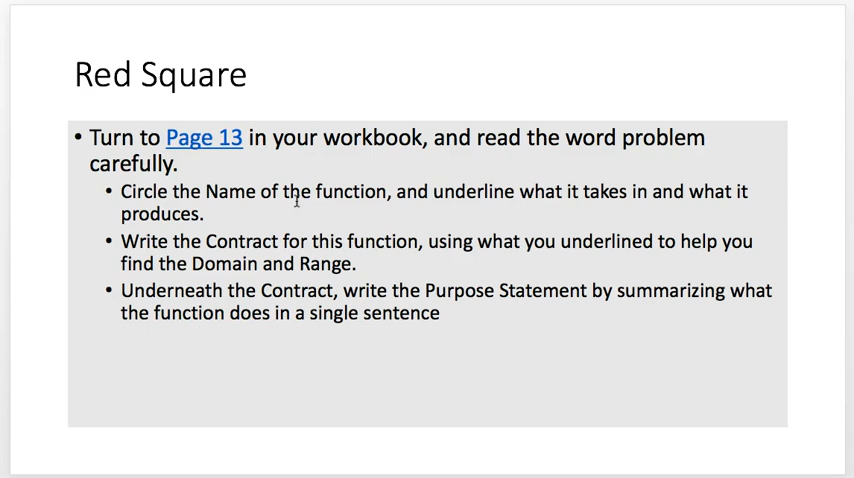 Red Square
• Turn to Page 13 in your workbook, and read the word problem
carefully.
• Circle the Name of the function, and underline what it takes in and what it
produces.
• Write the Contract for this function, using what you underlined to help you
find the Domain and Range.
• Underneath the Contract, write the Purpose Statement by summarizing what
the function does in a single sentence